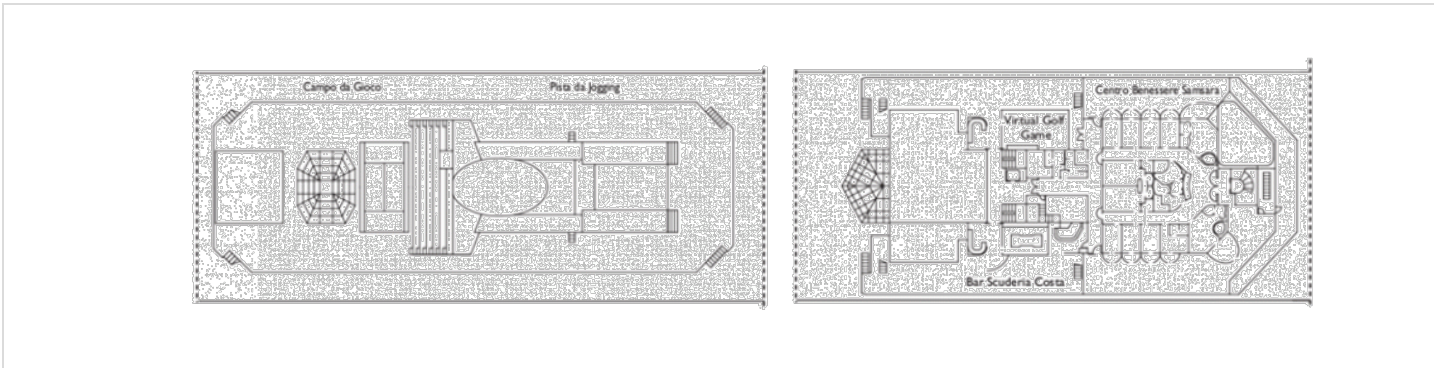 Campo da Gioco
Pista da Jogging
Centro Benessere Samsara
Virtual Golf
Game
Bar Scuderia Costa